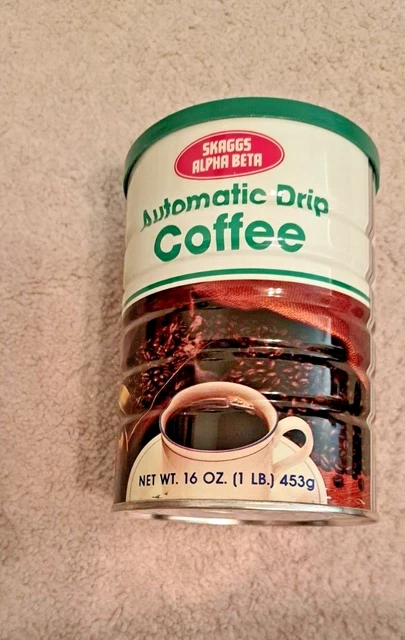 SKAGGS
ALPHA BETA
Automatic Drip
Coffee
NET WT. 16 OZ. (1 LB.) 453g